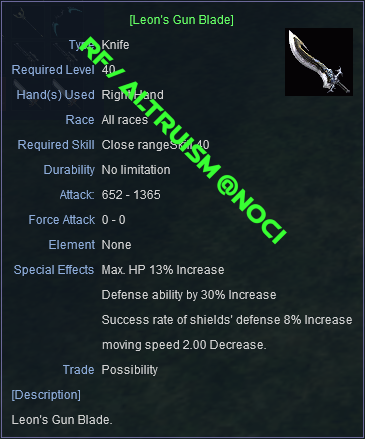 [Leon's Gun Blade]
Type Knife
Required Level 40
Hand(s) Used Right Hand
Race All races
Required Skill Close rangeSkill 40
Durability No limitation
Attack: 652 - 1365
Force Attack 0 - 0
Element None
Special Effects Max. HP 13% Increase
Defense ability by 30% Increase
Success rate of shields' defense 8% Increase
moving speed 2.00 Decrease.
Trade Possibility
[Description]
Leon's Gun Blade.
RF/ ALTRUISM @NOCI